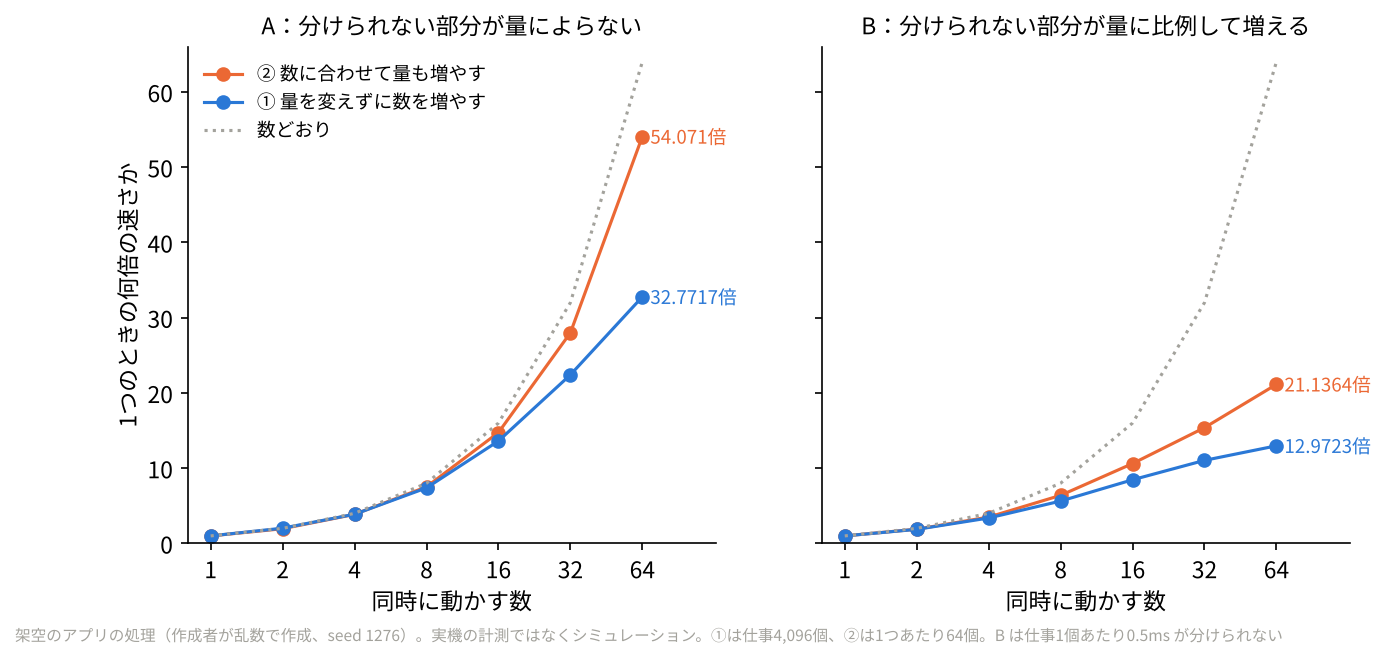 A：分けられない部分が量によらない
② 数に合わせて量も増やす
① 量を変えずに数を増やす
数どおり
1つのときの何倍の速さか
0
10
20
30
40
50
60
54.071倍
32.7717倍
1 2 4 8 16 32 64
同時に動かす数
B：分けられない部分が量に比例して増える
21.1364倍
12.9723倍
1 2 4 8 16 32 64
同時に動かす数
架空のアプリの処理（作成者が乱数で作成、seed 1276）。実機の計測ではなくシミュレーション。①は仕事4,096個、②は1つあたり64個。B は仕事1個あたり0.5ms が分けられない